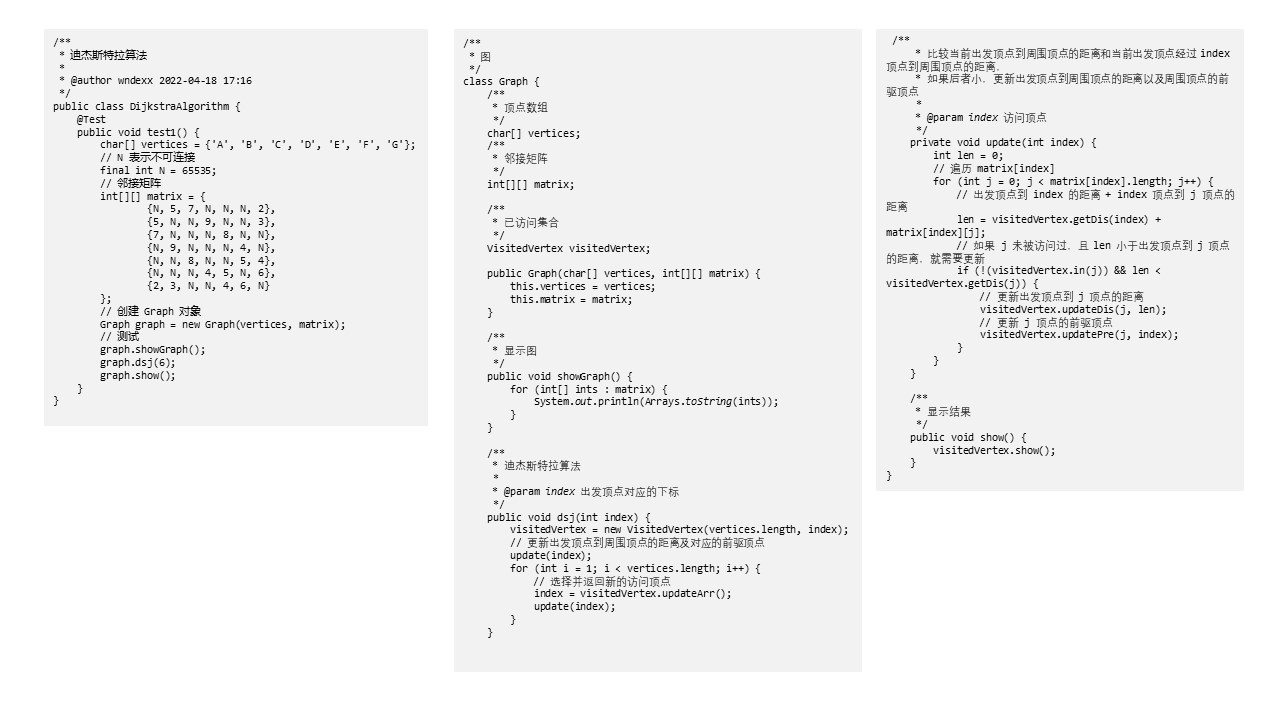 /**
 * 迪杰斯特拉算法
 *
 * @author wndexx 2022-04-18 17:16
 */
public class DijkstraAlgorithm {
    @Test
    public void test1() {
        char[] vertices = {'A', 'B', 'C', 'D', 'E', 'F', 'G'};
        // N 表示不可连接
        final int N = 65535;
        // 邻接矩阵
        int[][] matrix = {
                {N, 5, 7, N, N, N, 2},
                {5, N, N, 9, N, N, 3},
                {7, N, N, N, 8, N, N},
                {N, 9, N, N, N, 4, N},
                {N, N, 8, N, N, 5, 4},
                {N, N, N, 4, 5, N, 6},
                {2, 3, N, N, 4, 6, N}
        };
        // 创建 Graph 对象
        Graph graph = new Graph(vertices, matrix);
        // 测试
        graph.showGraph();
        graph.dsj(6);
        graph.show();
    }
}
/**
 * 图
 */
class Graph {
    /**
     * 顶点数组
     */
    char[] vertices;
    /**
     * 邻接矩阵
     */
    int[][] matrix;

    /**
     * 已访问集合
     */
    VisitedVertex visitedVertex;

    public Graph(char[] vertices, int[][] matrix) {
        this.vertices = vertices;
        this.matrix = matrix;
    }

    /**
     * 显示图
     */
    public void showGraph() {
        for (int[] ints : matrix) {
            System.out.println(Arrays.toString(ints));
        }
    }

    /**
     * 迪杰斯特拉算法
     *
     * @param index 出发顶点对应的下标
     */
    public void dsj(int index) {
        visitedVertex = new VisitedVertex(vertices.length, index);
        // 更新出发顶点到周围顶点的距离及对应的前驱顶点
        update(index);
        for (int i = 1; i < vertices.length; i++) {
            // 选择并返回新的访问顶点
            index = visitedVertex.updateArr();
            update(index);
        }
    }
/**
     * 比较当前出发顶点到周围顶点的距离和当前出发顶点经过 index
顶点到周围顶点的距离，
     * 如果后者小，更新出发顶点到周围顶点的距离以及周围顶点的前
驱顶点
     *
     * @param index 访问顶点
     */
    private void update(int index) {
        int len = 0;
        // 遍历 matrix[index]
        for (int j = 0; j < matrix[index].length; j++) {
            // 出发顶点到 index 的距离 + index 顶点到 j 顶点的
距离
            len = visitedVertex.getDis(index) +
matrix[index][j];
            // 如果 j 未被访问过，且 len 小于出发顶点到 j 顶点
的距离，就需要更新
            if (!(visitedVertex.in(j)) && len <
visitedVertex.getDis(j)) {
                // 更新出发顶点到 j 顶点的距离
                visitedVertex.updateDis(j, len);
                // 更新 j 顶点的前驱顶点
                visitedVertex.updatePre(j, index);
            }
        }
    }

    /**
     * 显示结果
     */
    public void show() {
        visitedVertex.show();
    }
}